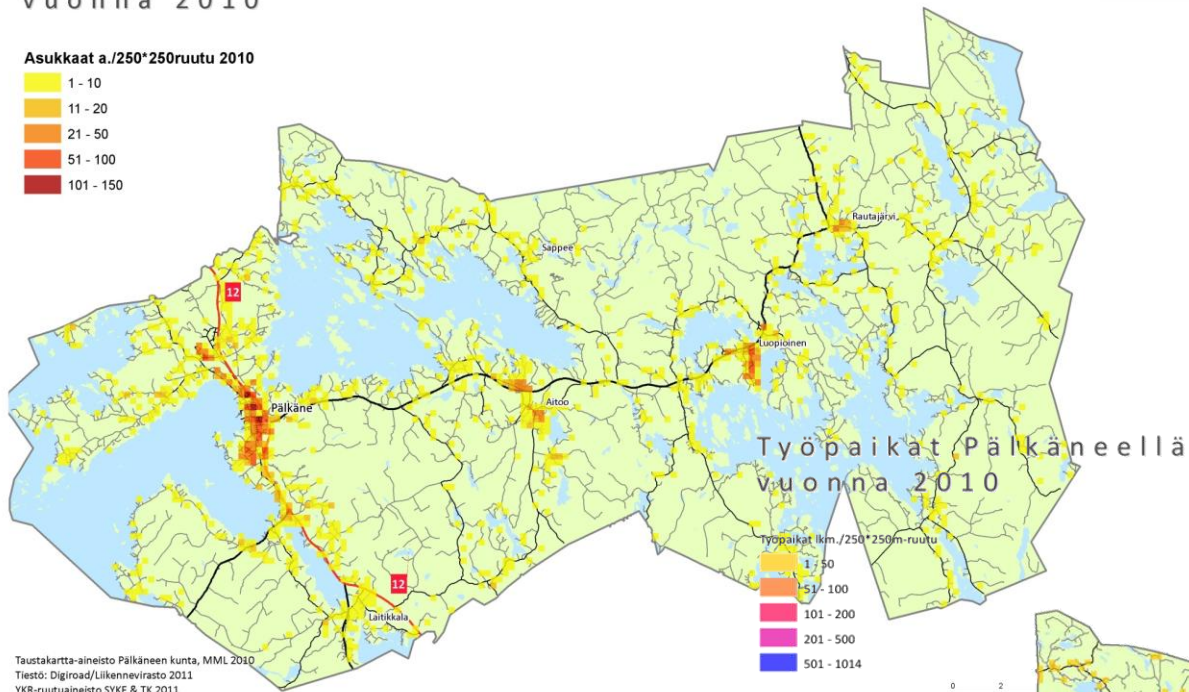 vuonna 2010
Asukkaat a./250*250ruutu 2010
1 - 10
11 - 20
21 - 50
51 - 100
101 - 150
Rautajärvi
Sappee
12
Luopioinen
Aitoo
Pälkäne
Työpaikat Pälkäneellä
vuonna 2010
Työpaikat lkm./250*250m-ruutu
1 - 50
51 - 100
101 - 200
201 - 500
501 - 1014
12
Laitikkala
Taustakartta-aineisto Pälkäneen kunta, MML 2010
Tiestö: Digiroad/Liikennevirasto 2011
YKR-ruutuaineisto SYKE & TK 2011
0 2